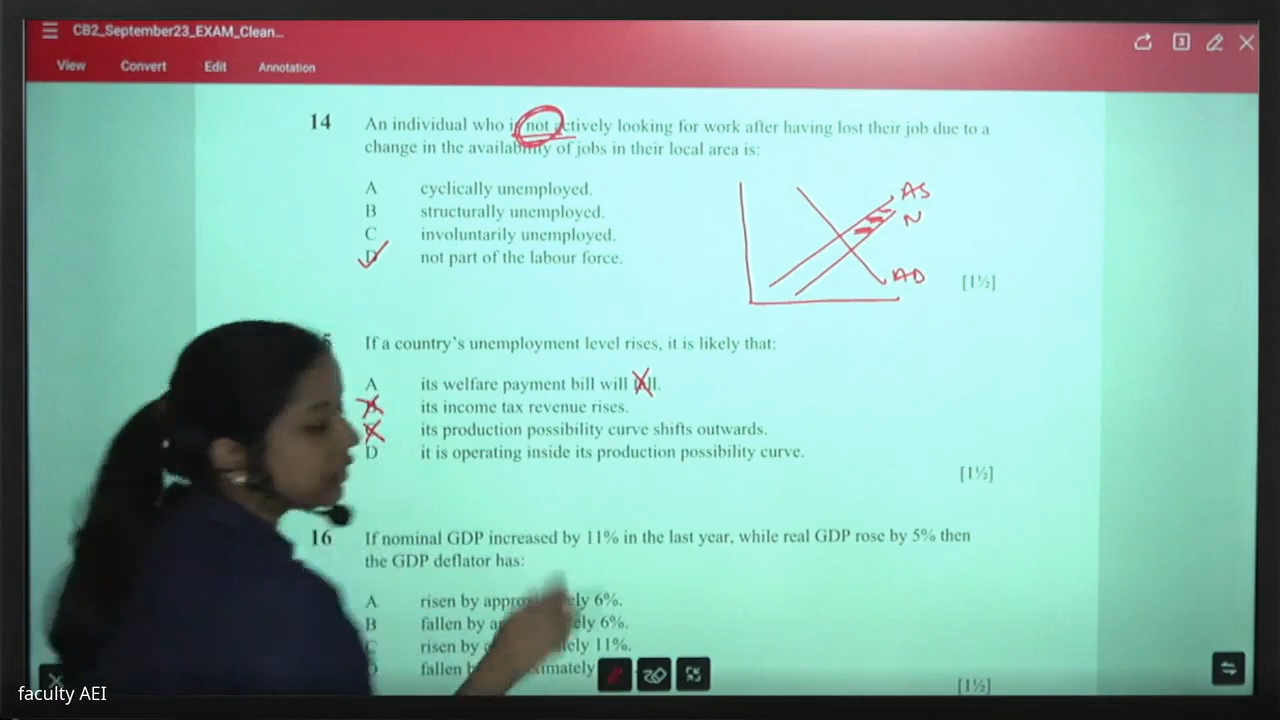 CB2_September23_EXAM_Clean...
View Convert Edit Annotation
14 An individual who is not actively looking for work after having lost their job due to a
change in the availability of jobs in their local area is:
A cyclically unemployed.
B structurally unemployed.
C involuntarily unemployed.
D not part of the labour force.
AS
N
AD
[1½]
If a country's unemployment level rises, it is likely that:
A its welfare payment bill will fall.
its income tax revenue rises.
its production possibility curve shifts outwards.
D it is operating inside its production possibility curve.
[1½]
16 If nominal GDP increased by 11% in the last year, while real GDP rose by 5% then
the GDP deflator has:
A risen by approximately 6%.
B fallen by 6%.
C risen by 11%.
fallen
[1½]
faculty AEI